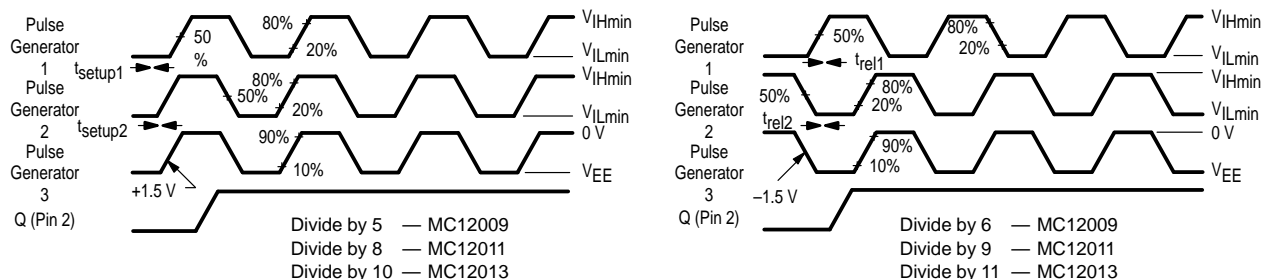 Pulse
Generator
1
50
%
80%
20%
VIHmin
VILmin
tsetup1
Pulse
Generator
2
50%
80%
20%
VIHmin
VILmin
tsetup2
Pulse
Generator
3
+1.5 V
90%
10%
0 V
VEE
Q (Pin 2)
Divide by 5 — MC12009
Divide by 8 — MC12011
Divide by 10 — MC12013
Pulse
Generator
1
50%
80%
20%
VIHmin
VILmin
trel1
Pulse
Generator
2
50%
80%
20%
VIHmin
VILmin
trel2
Pulse
Generator
3
–1.5 V
90%
10%
0 V
VEE
Q (Pin 2)
Divide by 6 — MC12009
Divide by 9 — MC12011
Divide by 11 — MC12013